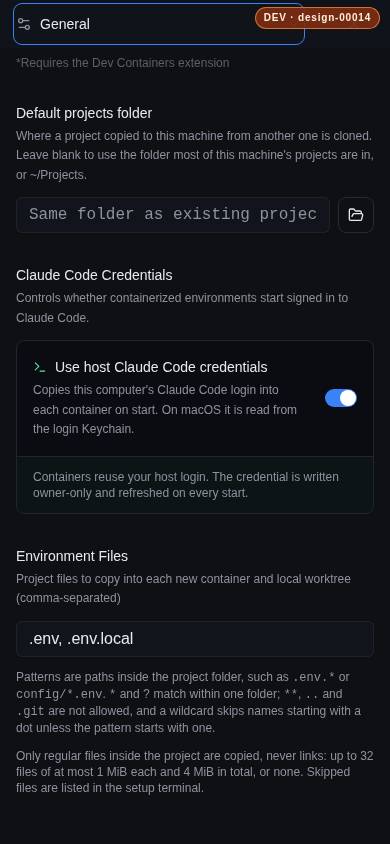 General
DEV · design-00014
*Requires the Dev Containers extension
Default projects folder
Where a project copied to this machine from another one is cloned.
Leave blank to use the folder most of this machine's projects are in,
or ~/Projects.
Same folder as existing projec
Claude Code Credentials
Controls whether containerized environments start signed in to
Claude Code.
Use host Claude Code credentials
Copies this computer's Claude Code login into
each container on start. On macOS it is read from
the login Keychain.
Containers reuse your host login. The credential is written
owner-only and refreshed on every start.
Environment Files
Project files to copy into each new container and local worktree
(comma-separated)
.env, .env.local
Patterns are paths inside the project folder, such as .env.* or
config/*.env. * and ? match within one folder; **, .. and
.git are not allowed, and a wildcard skips names starting with a
dot unless the pattern starts with one.
Only regular files inside the project are copied, never links: up to 32
files of at most 1 MiB each and 4 MiB in total, or none. Skipped
files are listed in the setup terminal.